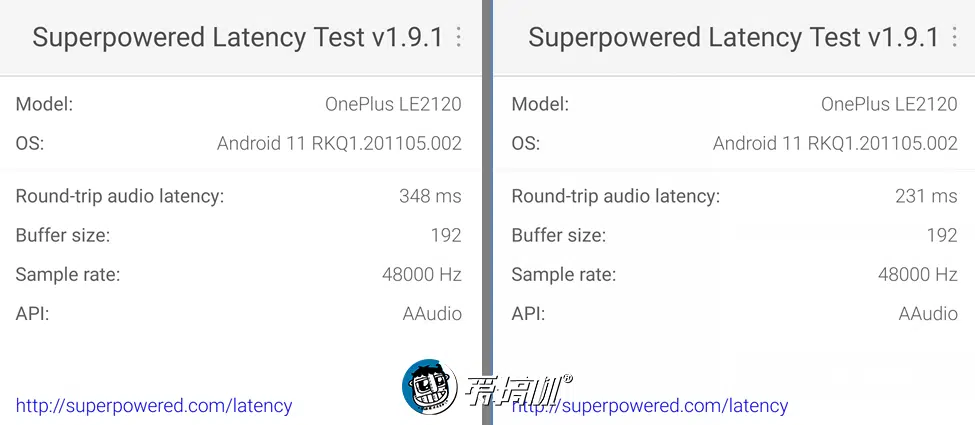 Superpowered Latency Test v1.9.1
Model: OnePlus LE2120
OS: Android 11 RKQ1.201105.002
Round-trip audio latency: 348 ms
Buffer size: 192
Sample rate: 48000 Hz
API: AAudio
http://superpowered.com/latency
Superpowered Latency Test v1.9.1
Model: OnePlus LE2120
OS: Android 11 RKQ1.201105.002
Round-trip audio latency: 231 ms
Buffer size: 192
Sample rate: 48000 Hz
API: AAudio
http://superpowered.com/latency
爱搞机®